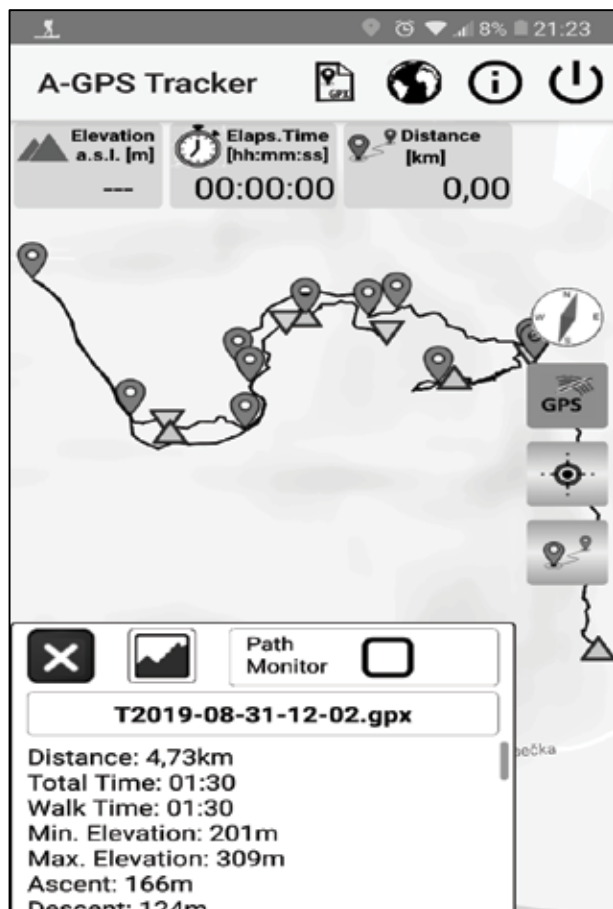 8% 21:23
A-GPS Tracker
GPX
Elevation
a.s.l. [m]
---
Elaps.Time
[hh:mm:ss]
00:00:00
Distance
[km]
0,00
N
W E
S
GPS
Path
Monitor
T2019-08-31-12-02.gpx
Distance: 4,73km
Total Time: 01:30
Walk Time: 01:30
Min. Elevation: 201m
Max. Elevation: 309m
Ascent: 166m
Descent: 124m